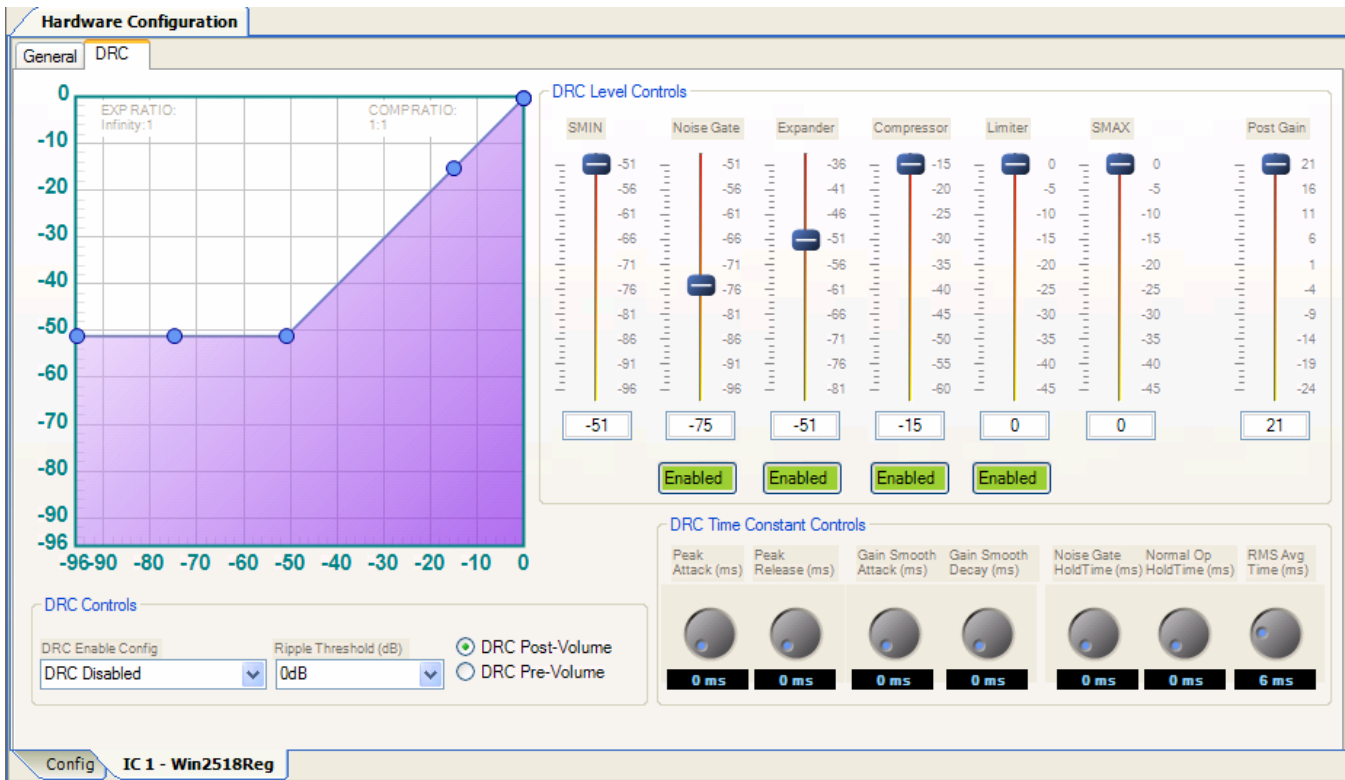 Hardware Configuration
General DRC
0
-10
-20
-30
-40
-50
-60
-70
-80
-90
-96
EXP RATIO:
Infinity:1
COMPRATIO:
1:1
-96 -90 -80 -70 -60 -50 -40 -30 -20 -10 0
DRC Level Controls
SMIN Noise Gate Expander Compressor Limiter SMAX Post Gain
-51 -51 -36 -15 0 0 21
-56 -56 -41 -20 -5 -5 16
-61 -61 -46 -25 -10 -10 11
-66 -66 -51 -30 -15 -15 6
-71 -71 -56 -35 -20 -20 1
-76 -76 -61 -40 -25 -25 -4
-81 -81 -66 -45 -30 -30 -9
-86 -86 -71 -50 -35 -35 -14
-91 -91 -76 -55 -40 -40 -19
-96 -96 -81 -60 -45 -45 -24
-51 -75 -51 -15 0 0 21
Enabled Enabled Enabled Enabled
DRC Controls
DRC Enable Config Ripple Threshold (dB)
DRC Disabled 0dB
DRC Post-Volume
DRC Pre-Volume
DRC Time Constant Controls
Peak Peak Gain Smooth Gain Smooth Noise Gate Normal Op RMS Avg
Attack (ms) Release (ms) Attack (ms) Decay (ms) HoldTime (ms) HoldTime (ms) Time (ms)
0 ms 0 ms 0 ms 0 ms 0 ms 0 ms 6 ms
Config IC 1 - Win2518Reg